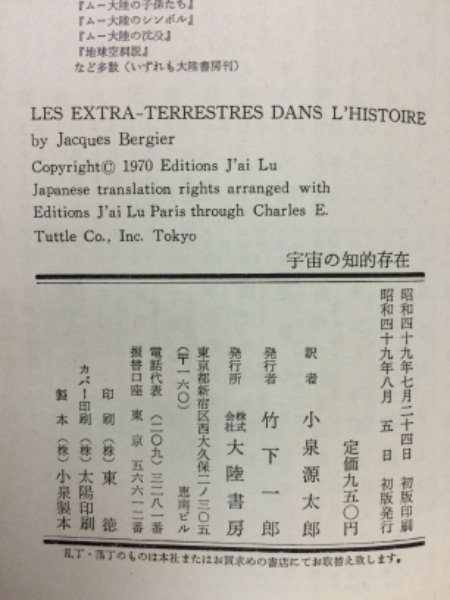 『ムー大陸の子孫たち』
『ムー大陸のシンボル』
『ムー大陸の沈没』
『地球空洞説』
など多数(いずれも大陸書房刊)
LES EXTRA-TERRESTRES DANS L'HISTOIRE
by Jacques Bergier
Copyright© 1970 Editions J'ai Lu
Japanese translation rights arranged with
Editions J'ai Lu Paris through Charles E.
Tuttle Co., Inc. Tokyo
宇宙の知的存在
昭和四十九年七月二十四日 初版印刷
昭和四十九年八月 五 日 初版発行
定価九五〇円
訳 者 小泉源太郎
発行者 竹下一郎
発行所 株式会社 大陸書房
東京都新宿区西大久保二ノ三〇五
(〒一六〇) 恵南ビル
電話代表(二〇九)三二八一番
振替口座 東 京 五六六一二番
印 刷(株)東 徳
カバー印刷(株)太陽印刷
製 本(株)小泉製本
乱丁・落丁のものは本社またはお買求めの書店にてお取替え致します。